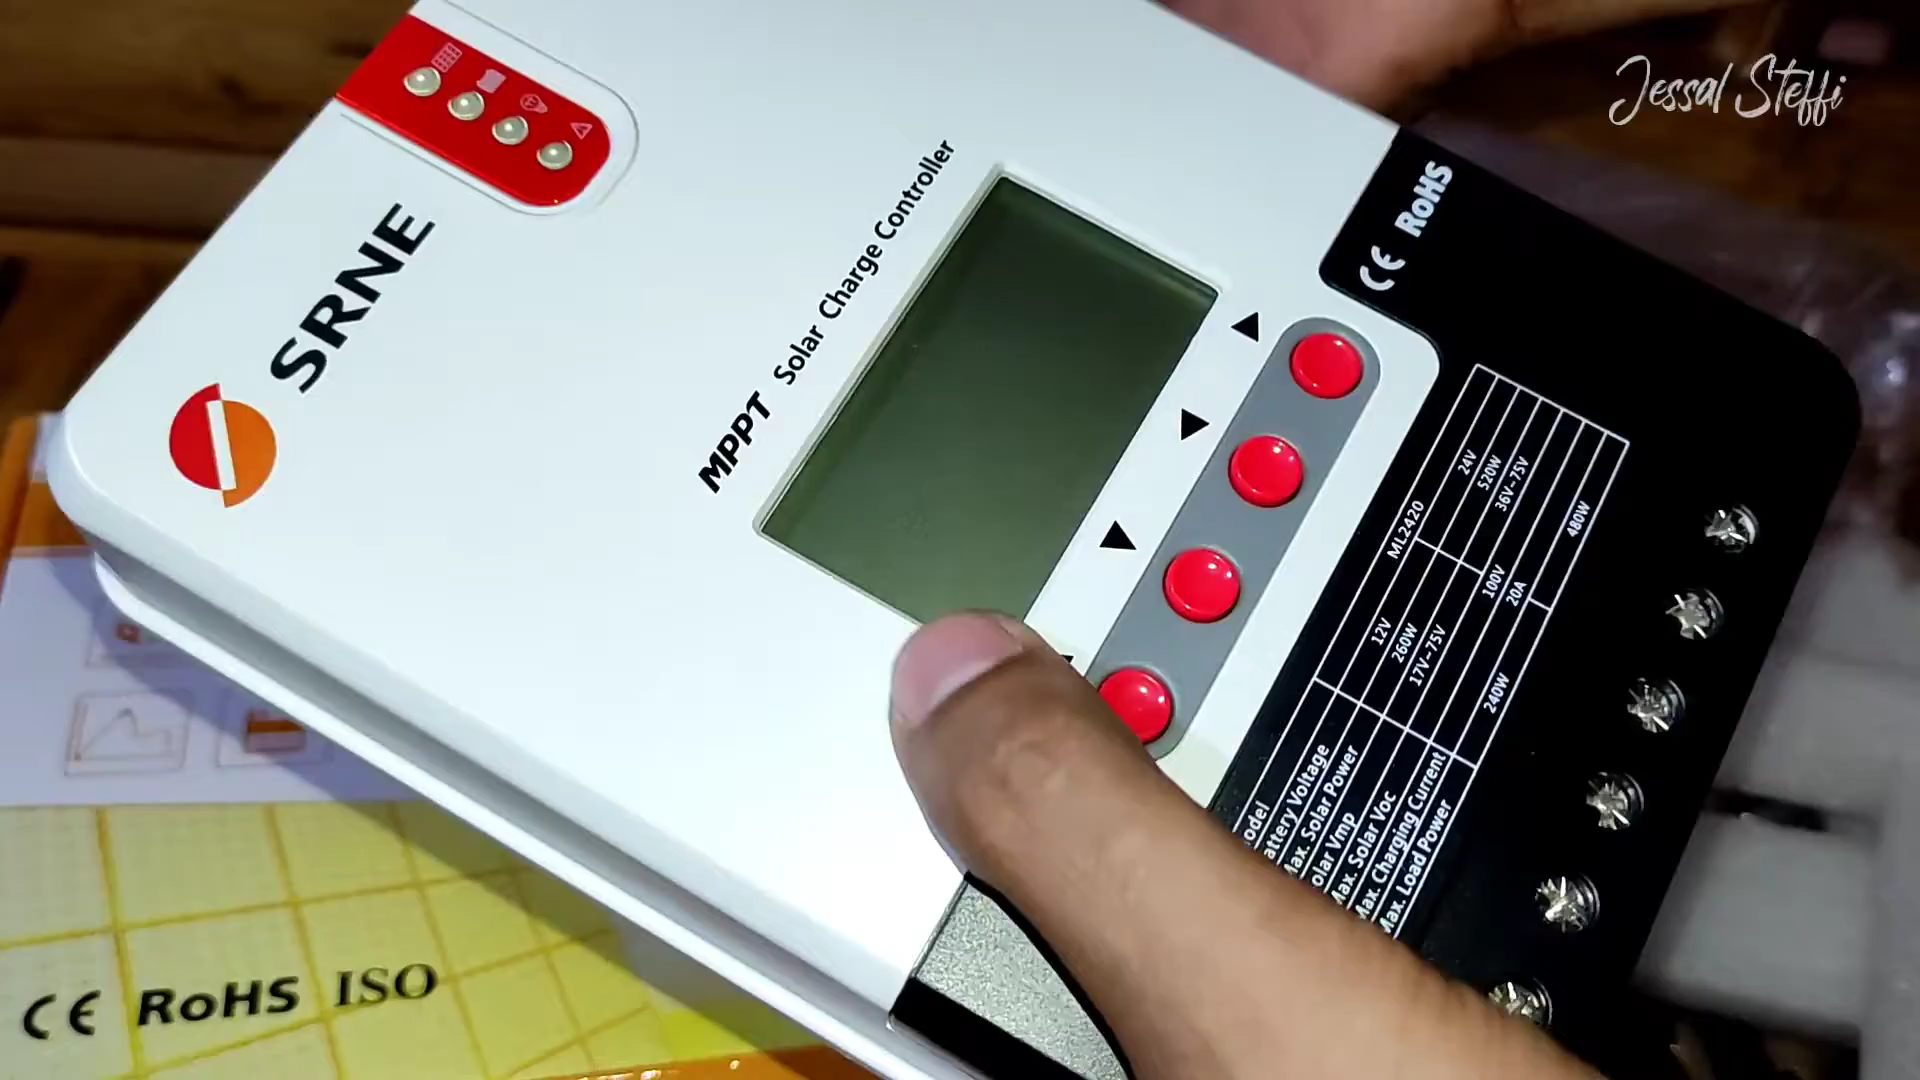 Jessal Steffi
SRNE
MPPT Solar Charge Controller
CE RoHS
ML2420
Battery Voltage 12V 24V
Max. Solar Power 260W 520W
Solar Vmp 17V~75V 36V~75V
Max. Solar Voc 100V
Max. Charging Current 20A
Max. Load Power 240W 480W
CE RoHS ISO